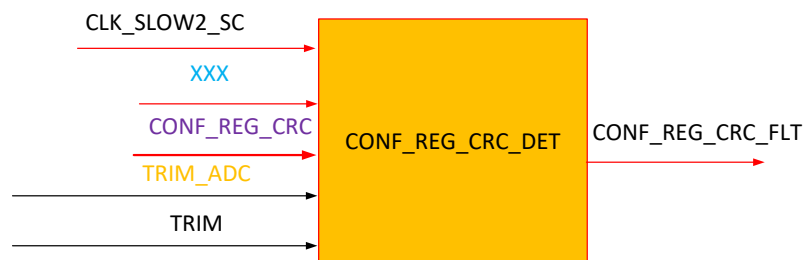 CLK_SLOW2_SC
XXX
CONF_REG_CRC
TRIM_ADC
TRIM
CONF_REG_CRC_DET
CONF_REG_CRC_FLT